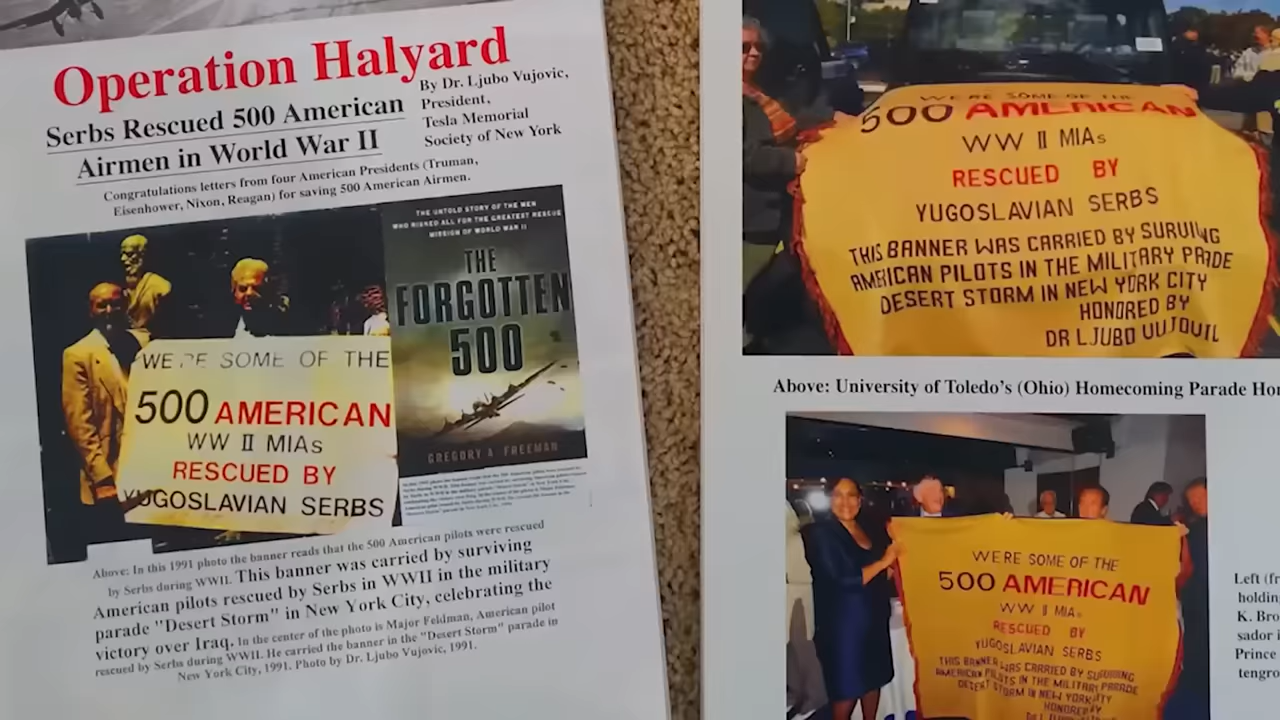 Operation Halyard
Serbs Rescued 500 American
Airmen in World War II
By Dr. Ljubo Vujovic,
President,
Tesla Memorial
Society of New York
Congratulations letters from four American Presidents (Truman,
Eisenhower, Nixon, Reagan) for saving 500 American Airmen.
WERE SOME OF THE
500 AMERICAN
WW II MIAs
RESCUED BY
YUGOSLAVIAN SERBS
THE UNTOLD STORY OF THE MEN
WHO RISKED ALL FOR THE GREATEST RESCUE
MISSION OF WORLD WAR II
THE
FORGOTTEN
500
GREGORY A. FREEMAN
Above: In this 1991 photo the banner reads that the 500 American pilots were rescued
by Serbs during WWII. This banner was carried by surviving
American pilots rescued by Serbs in WWII in the military
parade "Desert Storm" in New York City, celebrating the
victory over Iraq. In the center of the photo is Major Feldman, American pilot
rescued by Serbs during WWII. He carried the banner in the "Desert Storm" parade in
New York City, 1991. Photo by Dr. Ljubo Vujovic, 1991.
WERE SOME OF THE
500 AMERICAN
WW II MIAs
RESCUED BY
YUGOSLAVIAN SERBS
THIS BANNER WAS CARRIED BY SURVIVING
AMERICAN PILOTS IN THE MILITARY PARADE
DESERT STORM IN NEW YORK CITY
HONORED BY
DR LJUBO VUJOVIC
Above: University of Toledo's (Ohio) Homecoming Parade Ho
WERE SOME OF THE
500 AMERICAN
WW II MIAs
RESCUED BY
YUGOSLAVIAN SERBS
THIS BANNER WAS CARRIED BY SURVIVING
AMERICAN PILOTS IN THE MILITARY PARADE
DESERT STORM IN NEW YORK CITY
HONORED BY
Left (fr
holdin
K. Bro
sador
Prince
tengro